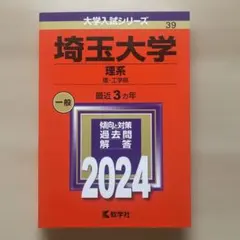 大学入試シリーズ
39
埼玉大学
理系
理・工学部
最近3カ年
一般
傾向と対策
過去問
解答
2024
教学社